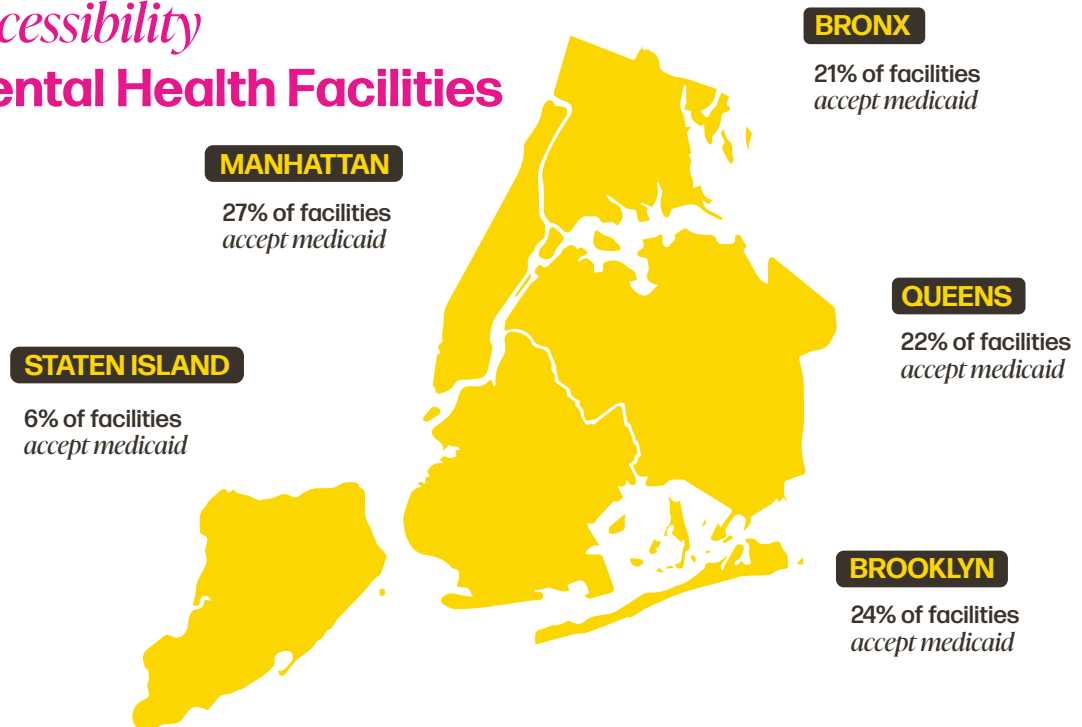 ccessibility
ental Health Facilities
BRONX
21% of facilities
accept medicaid
MANHATTAN
27% of facilities
accept medicaid
QUEENS
22% of facilities
accept medicaid
STATEN ISLAND
6% of facilities
accept medicaid
BROOKLYN
24% of facilities
accept medicaid